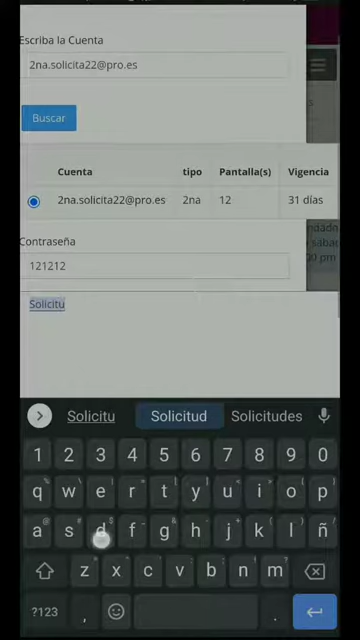 Escriba la Cuenta
2na.solicita22@pro.es
Buscar
Cuenta tipo Pantalla(s) Vigencia
2na.solicita22@pro.es 2na 12 31 días
Contraseña
121212
Solicitu
Solicitu Solicitud Solicitudes
1 2 3 4 5 6 7 8 9 0
q w e r t y u i o p
a s d f g h j k l ñ
z x c v b n m
?123 , .